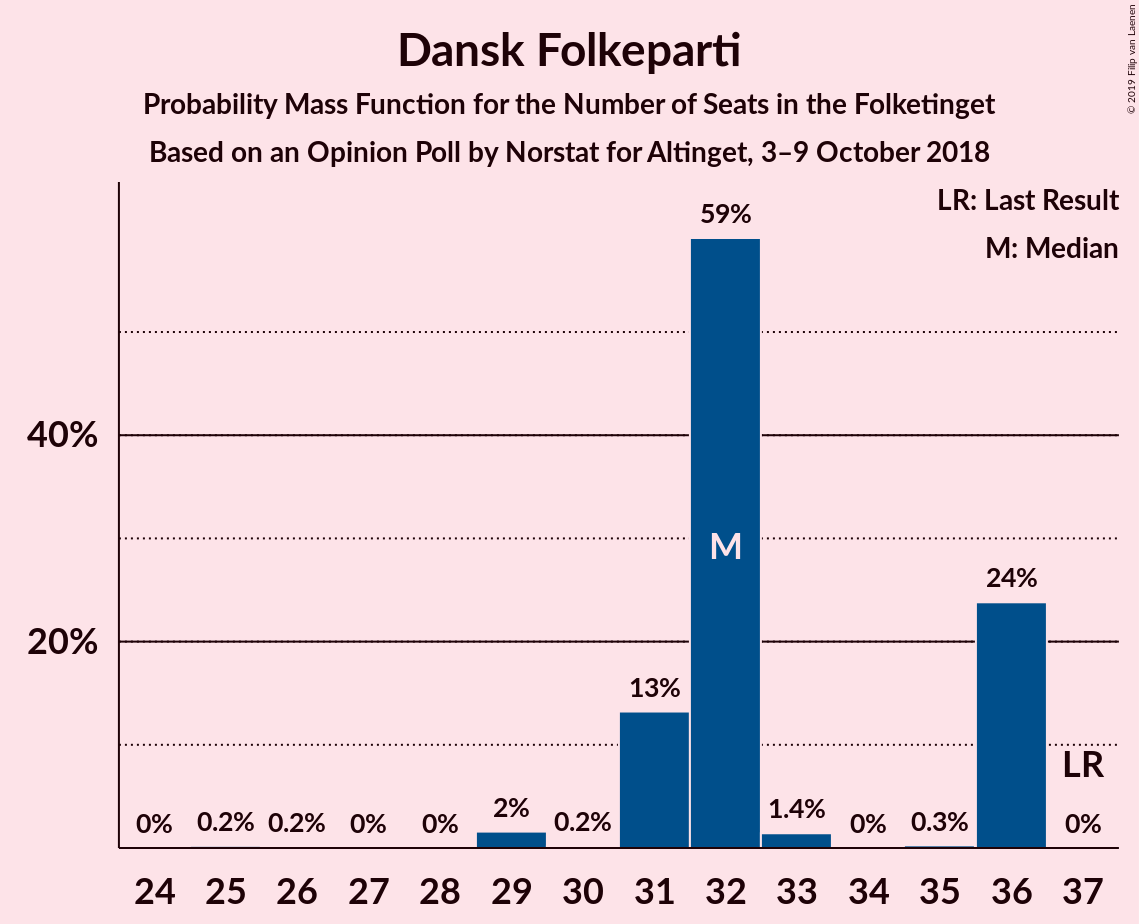 Dansk Folkeparti
Probability Mass Function for the Number of Seats in the Folketinget
Based on an Opinion Poll by Norstat for Altinget, 3–9 October 2018
© 2019 Filip van Laenen
LR: Last Result
M: Median
59%
40%
M
24%
20%
13%
LR
0% 0.2% 0.2% 0% 0% 2% 0.2% 1.4% 0% 0.3% 0%
24 25 26 27 28 29 30 31 32 33 34 35 36 37